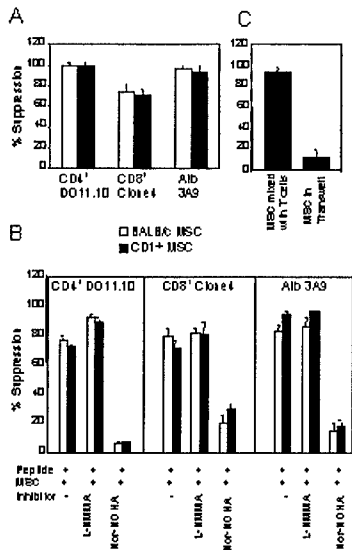 A
C
% Suppression
120
100
80
60
40
20
0
CD4+
DO11.10
CD8+
Clone4
Alb
3A9
120
100
80
60
40
20
0
MSC mixed
with T cells
MSC in
Transwell
B
BALB/c MSC
CD1+ MSC
% Suppression
CD4+ DO11.10
CD8+ Clone4
Alb 3A9
120
100
80
60
40
20
0
Peptide + + + + + + + + +
MSC + + + + + + + + +
Inhibitor - L-NMMA Nor-NOHA - L-NMMA Nor-NOHA - L-NMMA Nor-NOHA